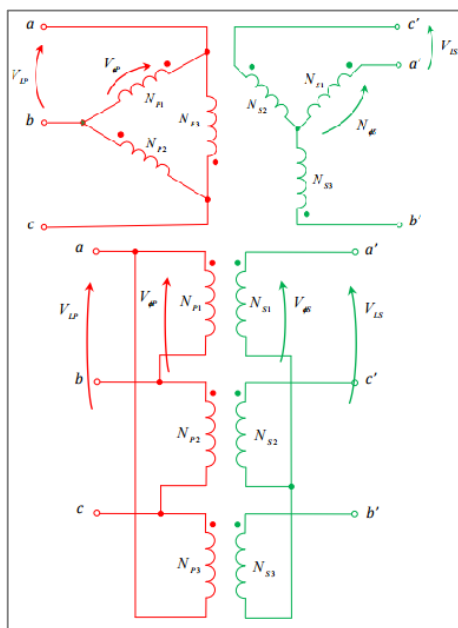 a
c'
V_LP
V_φP
V_LS
a'
N_P1
N_S1
N_S2
b
N_P3
N_φS
N_P2
N_S3
c
b'
a
a'
V_LP
V_φP
N_P1
N_S1
V_φS
V_LS
b
c'
N_P2
N_S2
c
b'
N_P3
N_S3